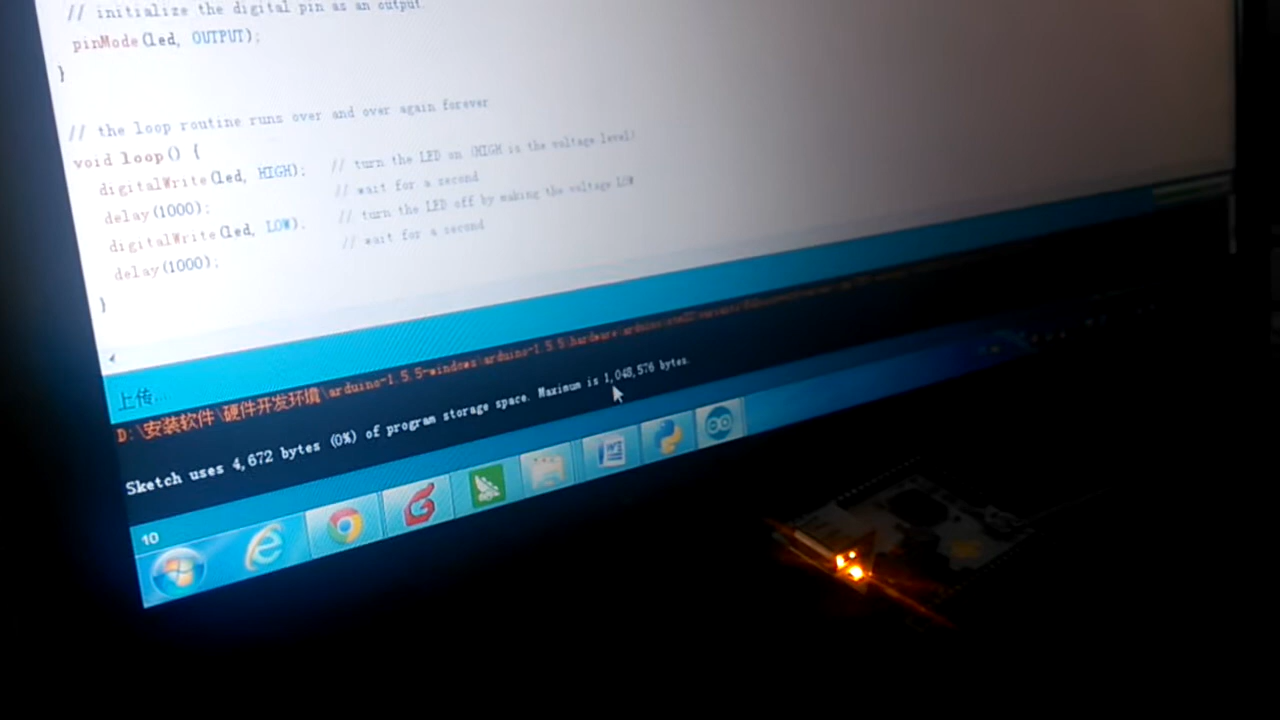 // initialize the digital pin as an output
pinMode(led, OUTPUT);
}
// the loop routine runs over and over again forever
void loop() {
digitalWrite(led, HIGH); // turn the LED on (HIGH is the voltage level)
delay(1000); // wait for a second
digitalWrite(led, LOW); // turn the LED off by making the voltage LOW
delay(1000); // wait for a second
}
上传...
D:\安装软件\硬件开发环境\arduino-1.5.5-windows\arduino-1.5.5\hardware\arduino
Sketch uses 4,672 bytes (0%) of program storage space. Maximum is 1,048,576 bytes.
10